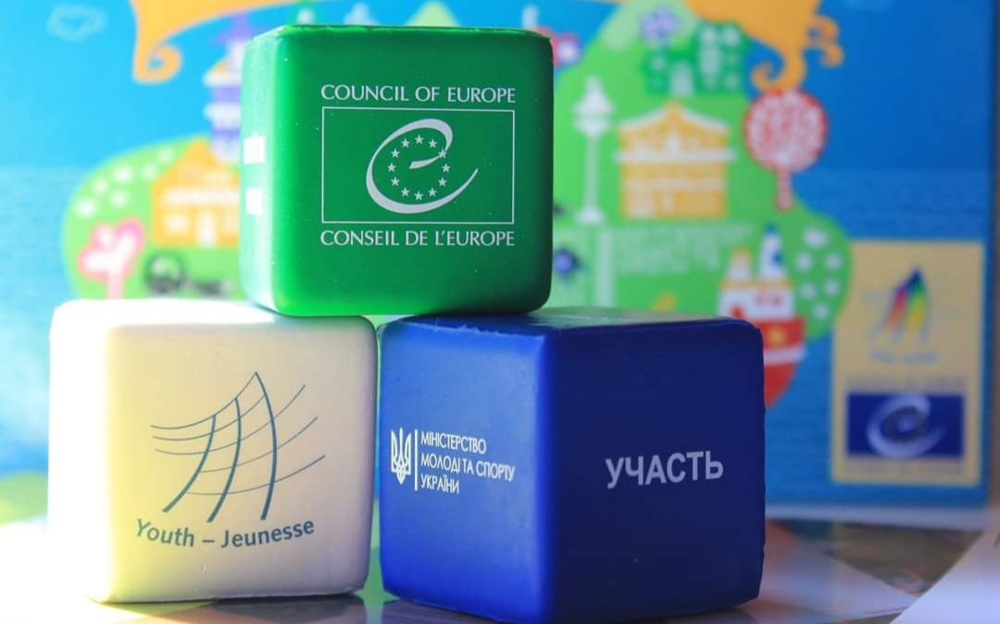 COUNCIL OF EUROPE
CONSEIL DE L'EUROPE
Youth – Jeunesse
МІНІСТЕРСТВО
МОЛОДІ ТА СПОРТУ
УКРАЇНИ
УЧАСТЬ